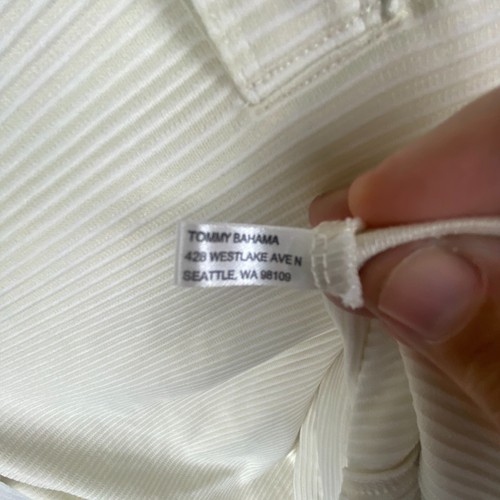 TOMMY BAHAMA
428 WESTLAKE AVE N
SEATTLE, WA 98109